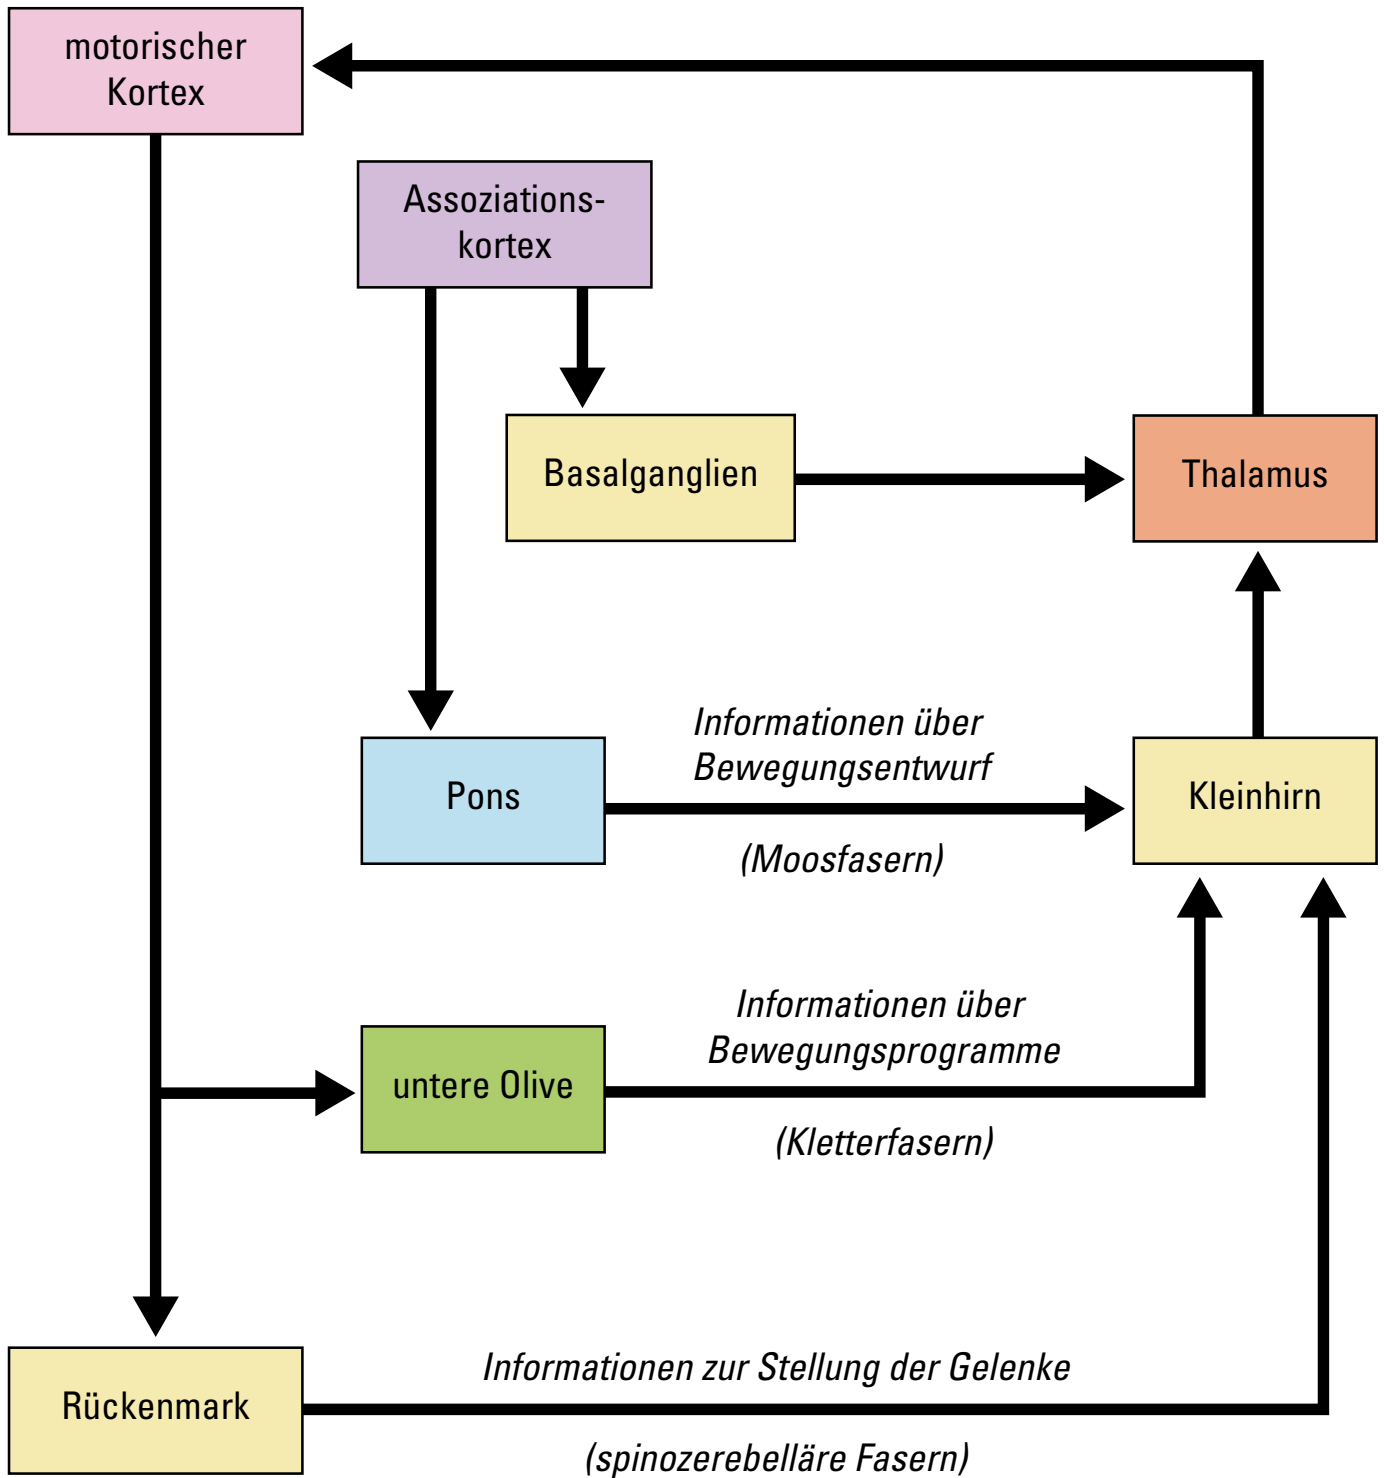 motorischer
Kortex
Assoziations-
kortex
Basalganglien
Thalamus
Informationen über
Bewegungsentwurf
Pons
Kleinhirn
(Moosfasern)
Informationen über
Bewegungsprogramme
untere Olive
(Kletterfasern)
Informationen zur Stellung der Gelenke
Rückenmark
(spinozerebelläre Fasern)